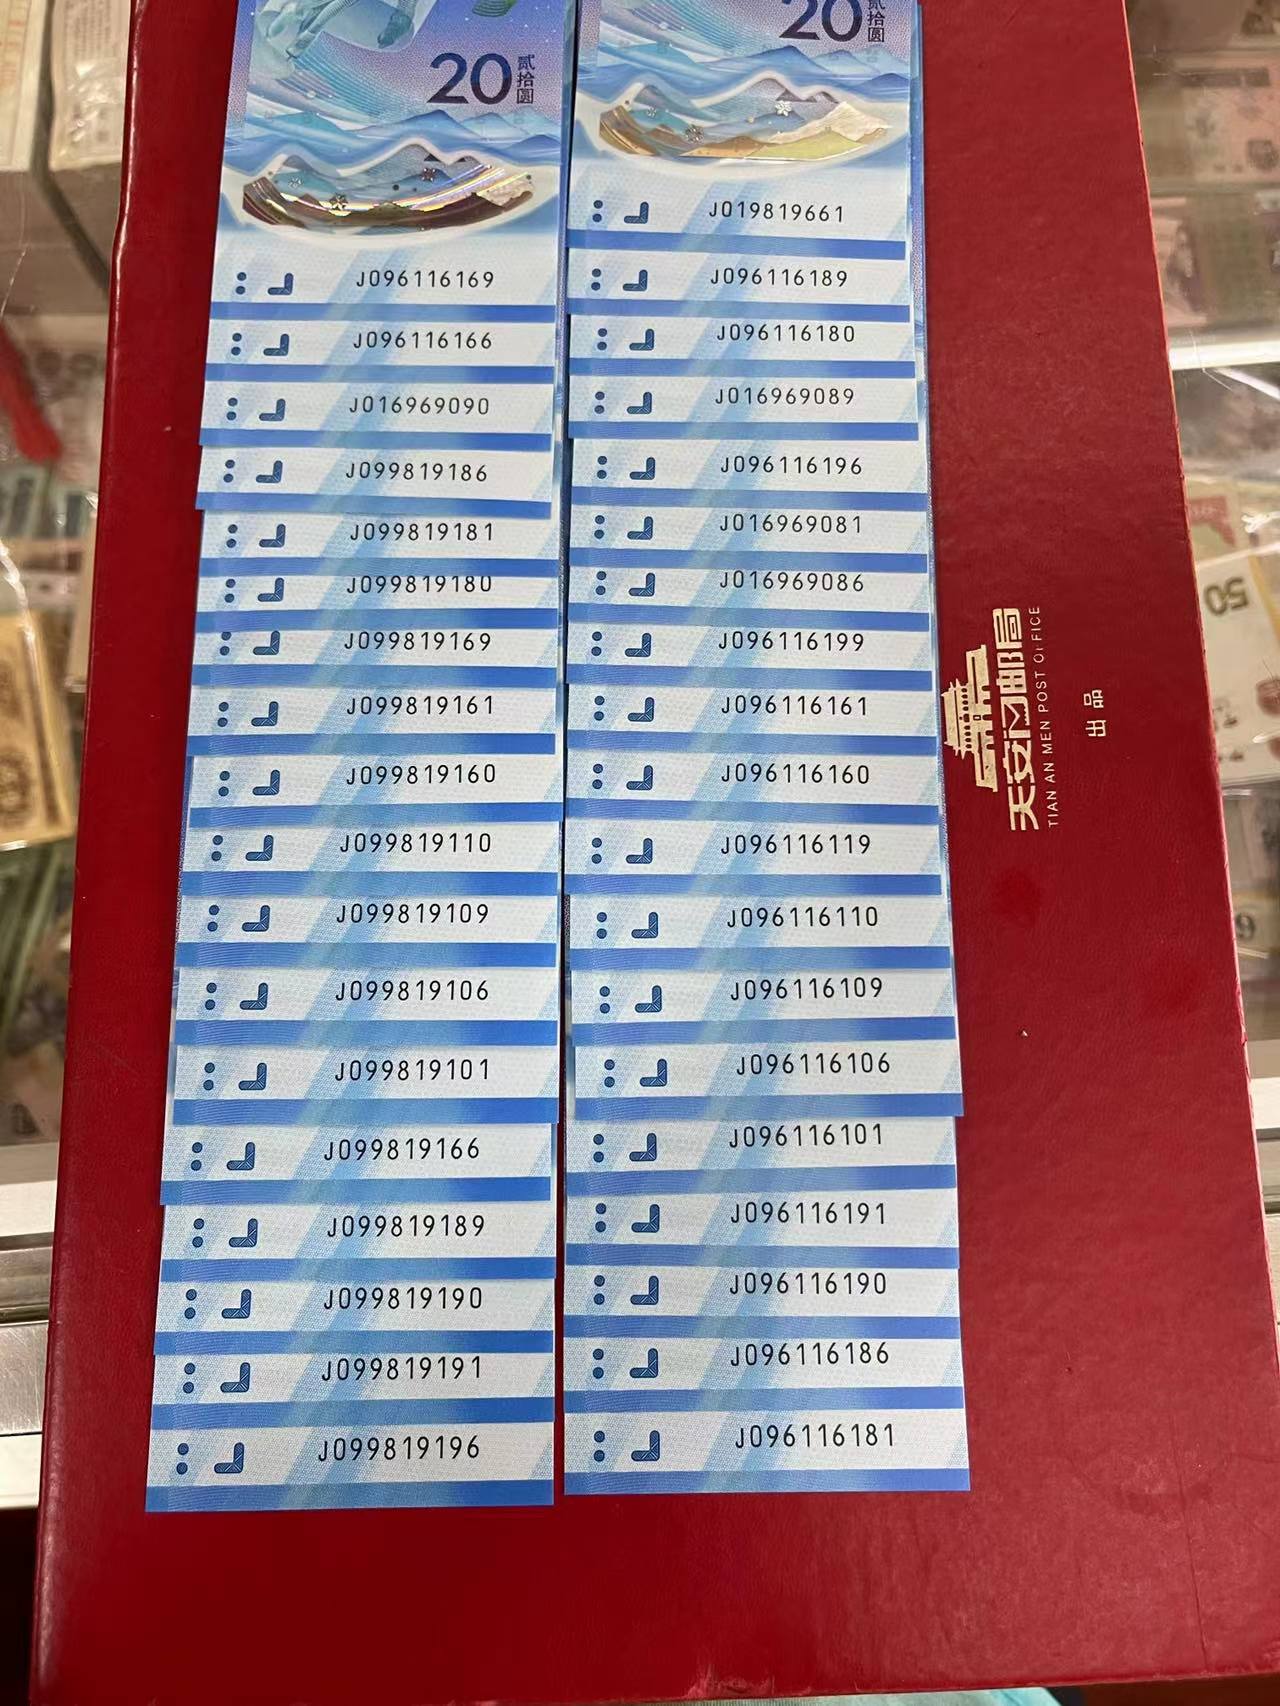 20 贰拾圆
J096116169
J096116166
J016969090
J099819186
J099819181
J099819180
J099819169
J099819161
J099819160
J099819110
J099819109
J099819106
J099819101
J099819166
J099819189
J099819190
J099819191
J099819196
20 贰拾圆
J019819661
J096116189
J096116180
J016969089
J096116196
J016969081
J016969086
J096116199
J096116161
J096116160
J096116119
J096116110
J096116109
J096116106
J096116101
J096116191
J096116190
J096116186
J096116181
天安门邮局
TIAN AN MEN POST OFFICE
出品
50